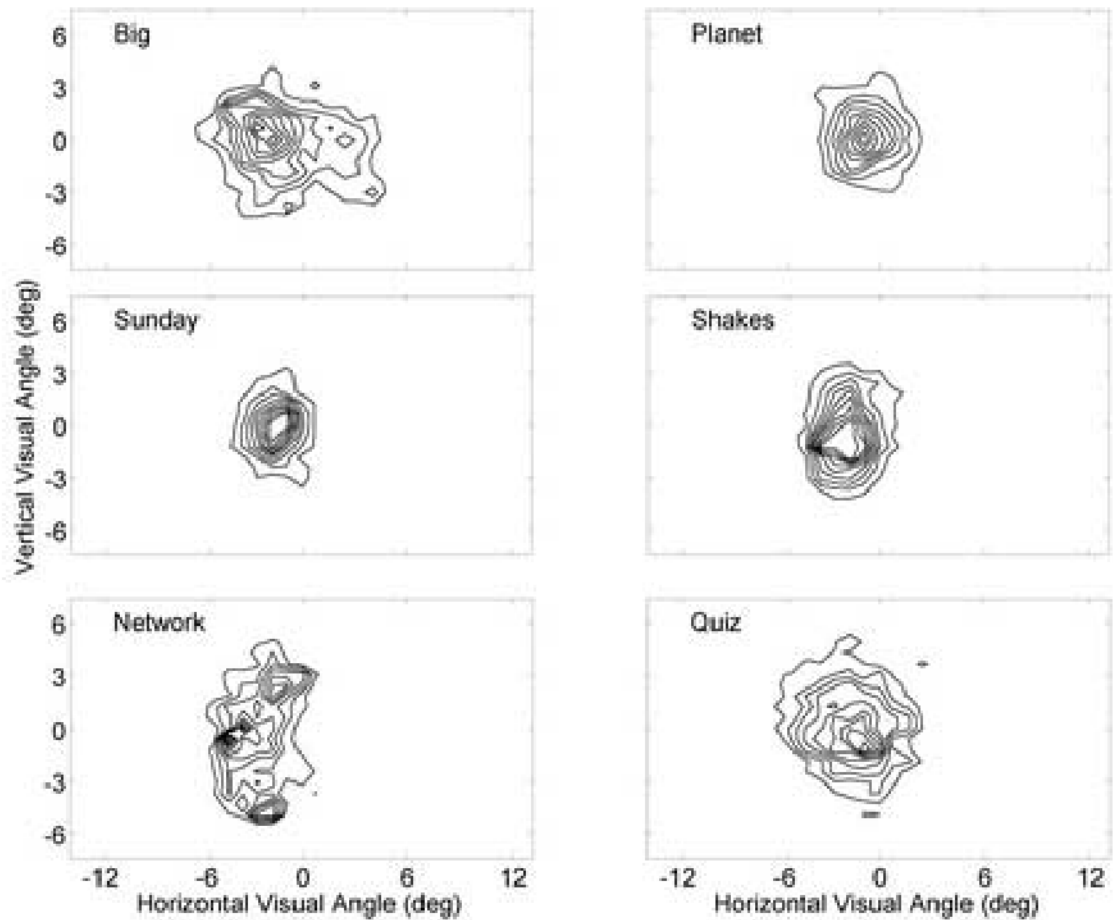 Big
6
3
0
-3
-6
Planet
Sunday
6
3
0
-3
-6
Shakes
Vertical Visual Angle (deg)
Network
6
3
0
-3
-6
Quiz
-12 -6 0 6 12
Horizontal Visual Angle (deg)
-12 -6 0 6 12
Horizontal Visual Angle (deg)